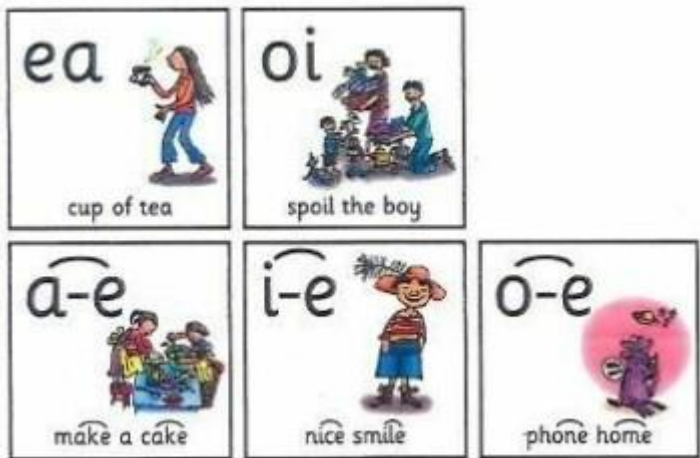 ea
cup of tea
oi
spoil the boy
a-e
make a cake
i-e
nice smile
o-e
phone home